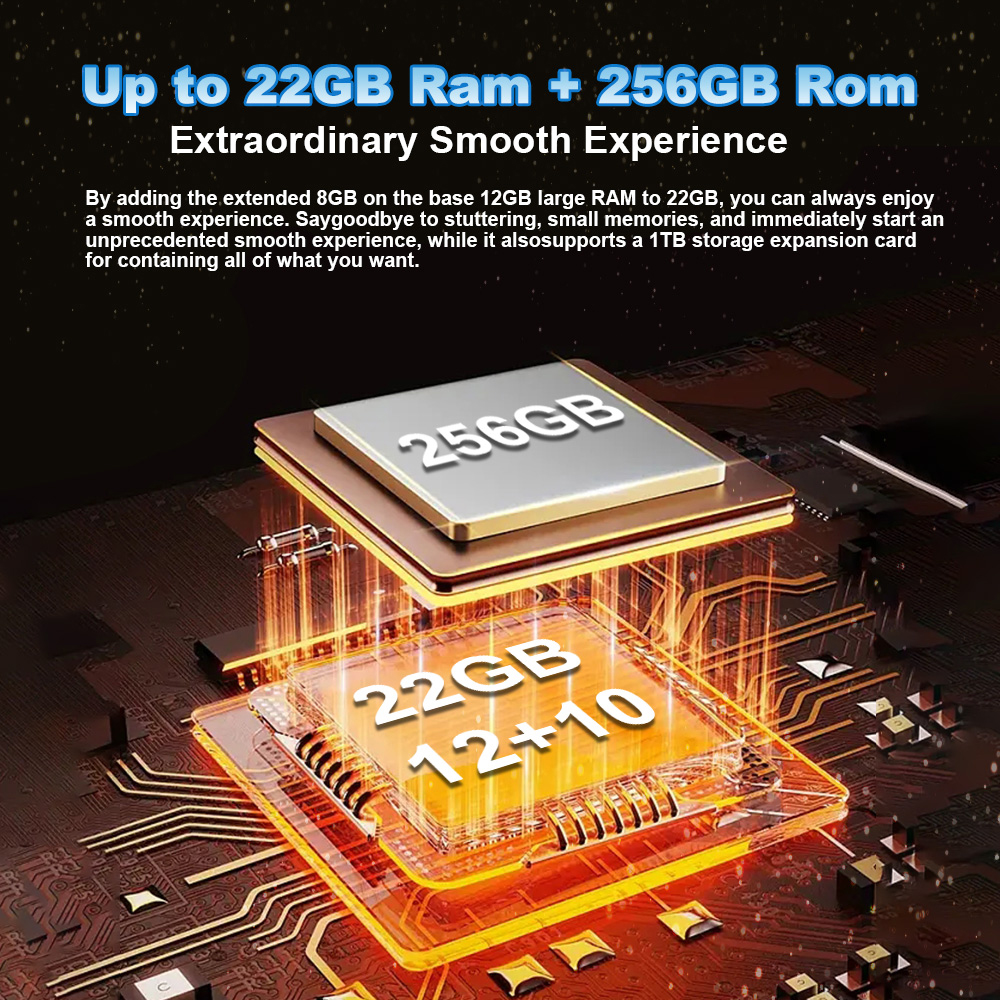 Up to 22GB Ram + 256GB Rom
Extraordinary Smooth Experience
By adding the extended 8GB on the base 12GB large RAM to 22GB, you can always enjoy
a smooth experience. Saygoodbye to stuttering, small memories, and immediately start an
unprecedented smooth experience, while it alsosupports a 1TB storage expansion card
for containing all of what you want.
256GB
22GB
12+10
C